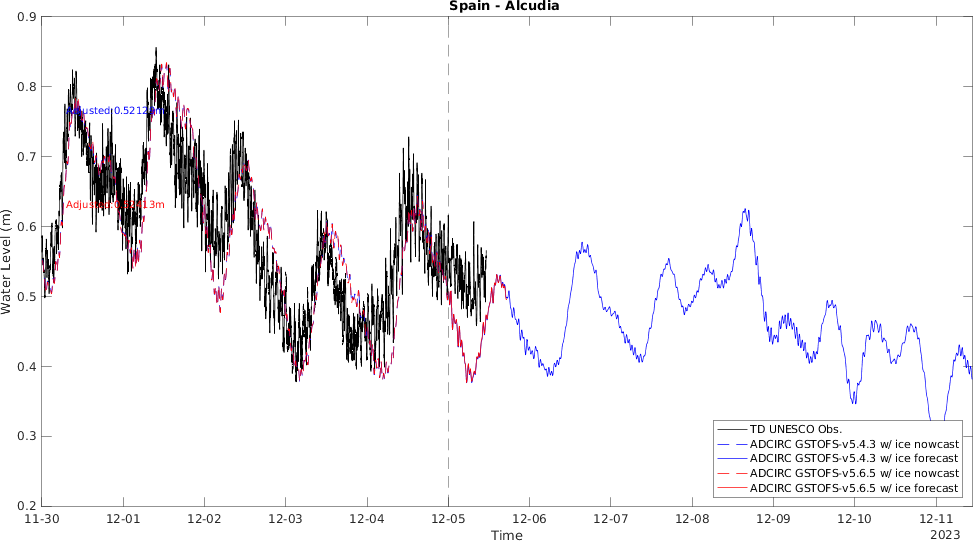 Spain - Alcudia
0.9
0.8
0.7
0.6
0.5
0.4
0.3
0.2
Water Level (m)
Adjusted:
Adjusted:
TD UNESCO Obs.
ADCIRC GSTOFS-v5.4.3 w/ ice nowcast
ADCIRC GSTOFS-v5.4.3 w/ ice forecast
ADCIRC GSTOFS-v5.6.5 w/ ice nowcast
ADCIRC GSTOFS-v5.6.5 w/ ice forecast
11-30 12-01 12-02 12-03 12-04 12-05 12-06 12-07 12-08 12-09 12-10 12-11
Time
2023